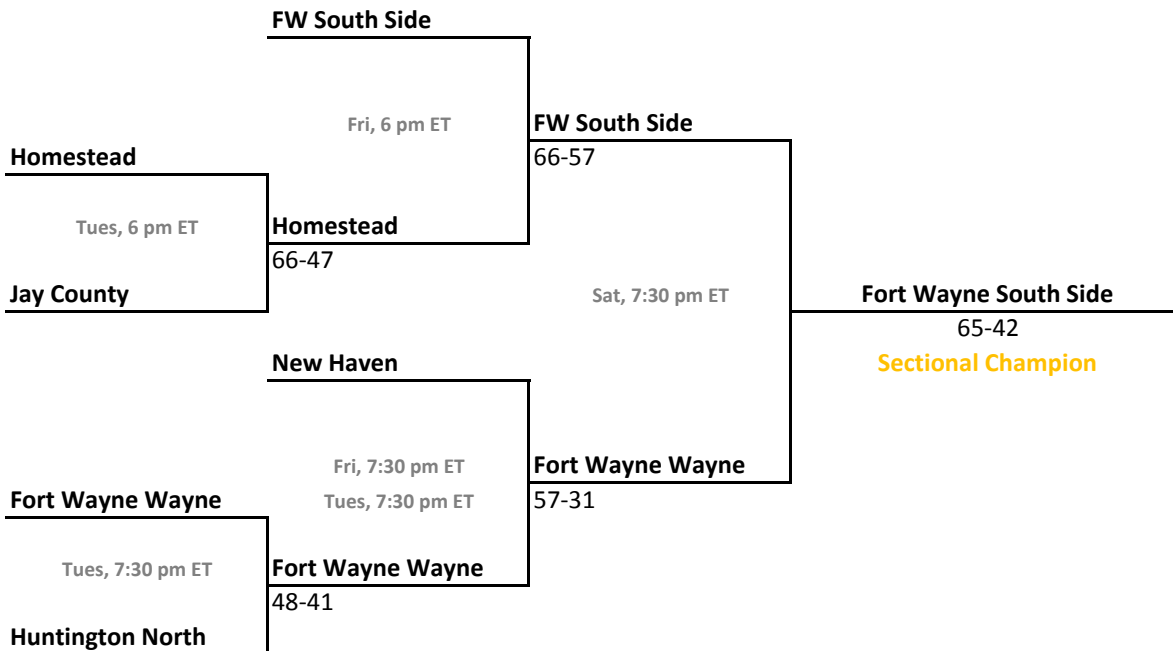 FW South Side
Fri, 6 pm ET
FW South Side
Homestead
66-57
Tues, 6 pm ET
Homestead
66-47
Jay County
Sat, 7:30 pm ET
Fort Wayne South Side
65-42
New Haven
Sectional Champion
Fri, 7:30 pm ET
Fort Wayne Wayne
Fort Wayne Wayne
Tues, 7:30 pm ET
57-31
Tues, 7:30 pm ET
Fort Wayne Wayne
48-41
Huntington North